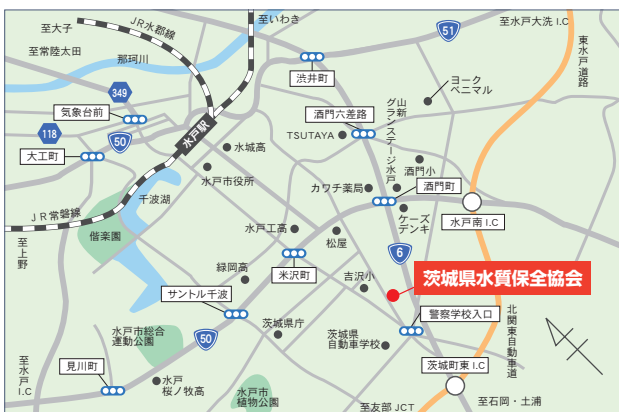 至大子
JR水郡線
至いわき
至水戸大洗 I.C
51
至常陸太田
那珂川
渋井町
東水戸道路
ヨーク
ベニマル
349
気象台前
118
50
大工町
水戸駅
酒門六差路
山新
グランステージ水戸
TSUTAYA
水城高
水戸市役所
酒門小
カワチ薬局
酒門町
千波湖
JR常磐線
偕楽園
至上野
水戸工高
松屋
ケーズ
デンキ
水戸南 I.C
米沢町
6
緑岡高
吉沢小
茨城県水質保全協会
サントル千波
警察学校入口
北関東自動車道
水戸市総合
運動公園
50
茨城県庁
茨城県
自動車学校
見川町
至水戸I.C
水戸
桜ノ牧高
水戸市
植物公園
茨城町東 I.C
至友部 JCT
至石岡・土浦